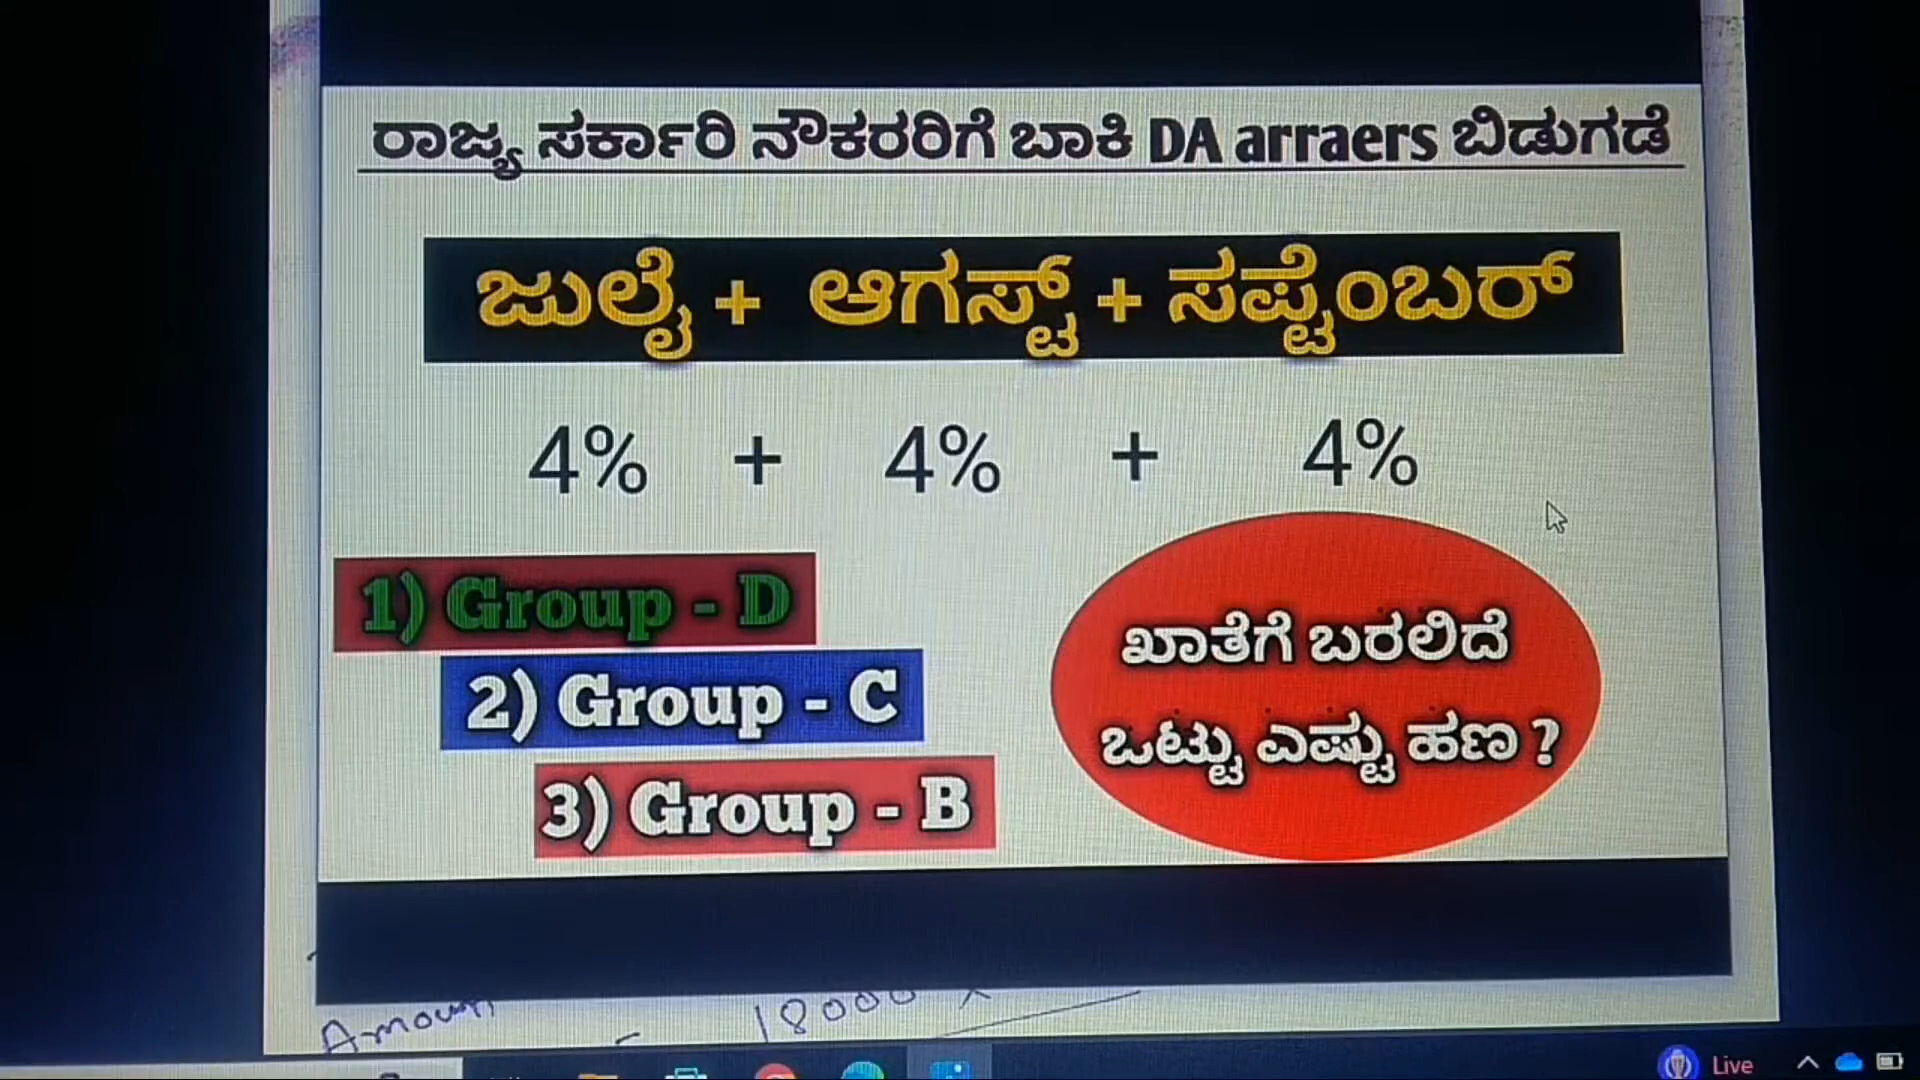 ರಾಜ್ಯ ಸರ್ಕಾರಿ ನೌಕರರಿಗೆ ಬಾಕಿ DA arraers ಬಿಡುಗಡೆ
ಜುಲೈ + ಆಗಸ್ಟ್ + ಸಪ್ಟೆಂಬರ್
4% + 4% + 4%
1) Group - D
2) Group - C
3) Group - B
ಖಾತೆಗೆ ಬರಲಿದೆ
ಒಟ್ಟು ಎಷ್ಟು ಹಣ ?
Amount - 18000 x
Live